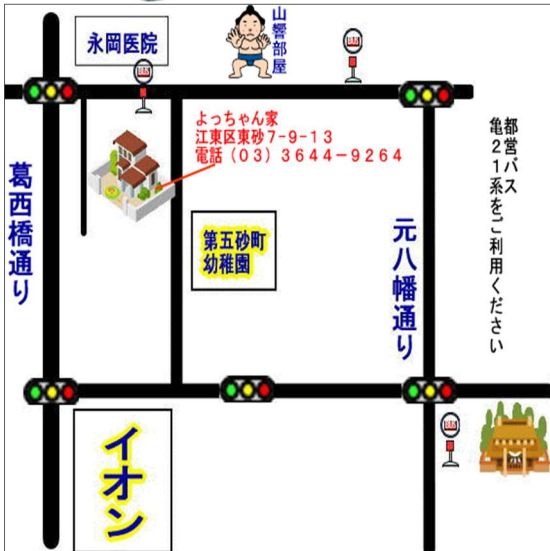 永岡医院
山響部屋
よっちゃん家
江東区東砂7-9-13
電話(03)3644-9264
都営バス
亀21系をご利用ください
葛西橋通り
第五砂町
幼稚園
元八幡通り
イオン